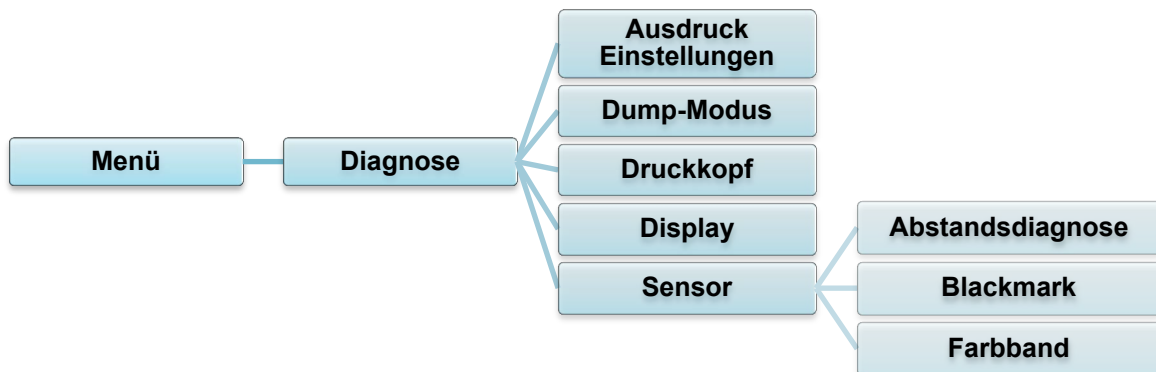 Menü
Diagnose
Ausdruck
Einstellungen
Dump-Modus
Druckkopf
Display
Sensor
Abstandsdiagnose
Blackmark
Farbband